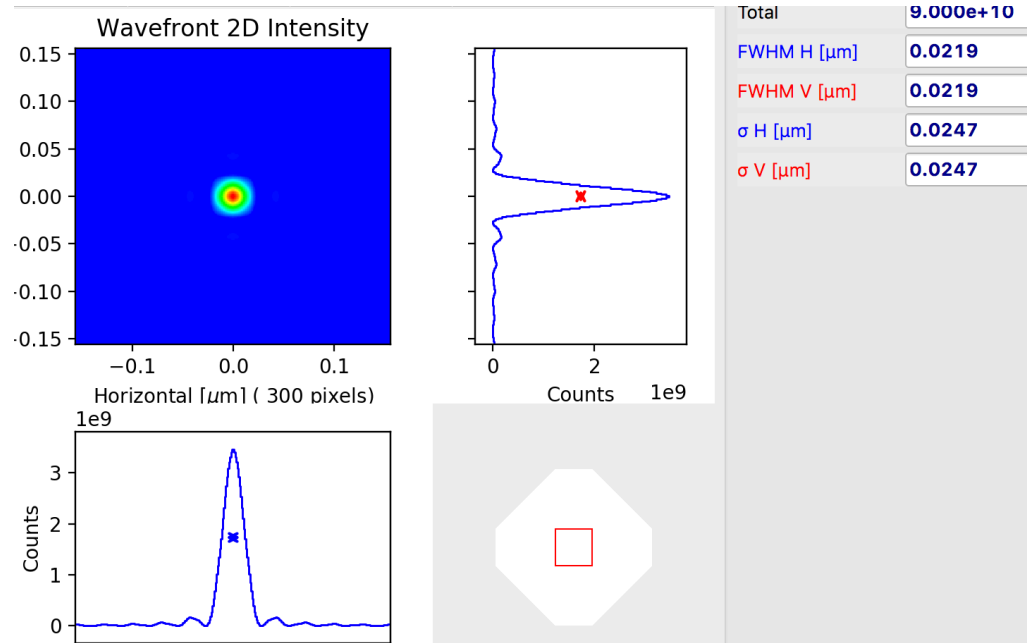 Wavefront 2D Intensity
Total 9.000e+10
FWHM H [μm] 0.0219
FWHM V [μm] 0.0219
σ H [μm] 0.0247
σ V [μm] 0.0247
0.15
0.10
0.05
0.00
-0.05
-0.10
-0.15
−0.1 0.0 0.1
Horizontal [μm] ( 300 pixels)
0 2
Counts 1e9
1e9
3
2
1
0
Counts